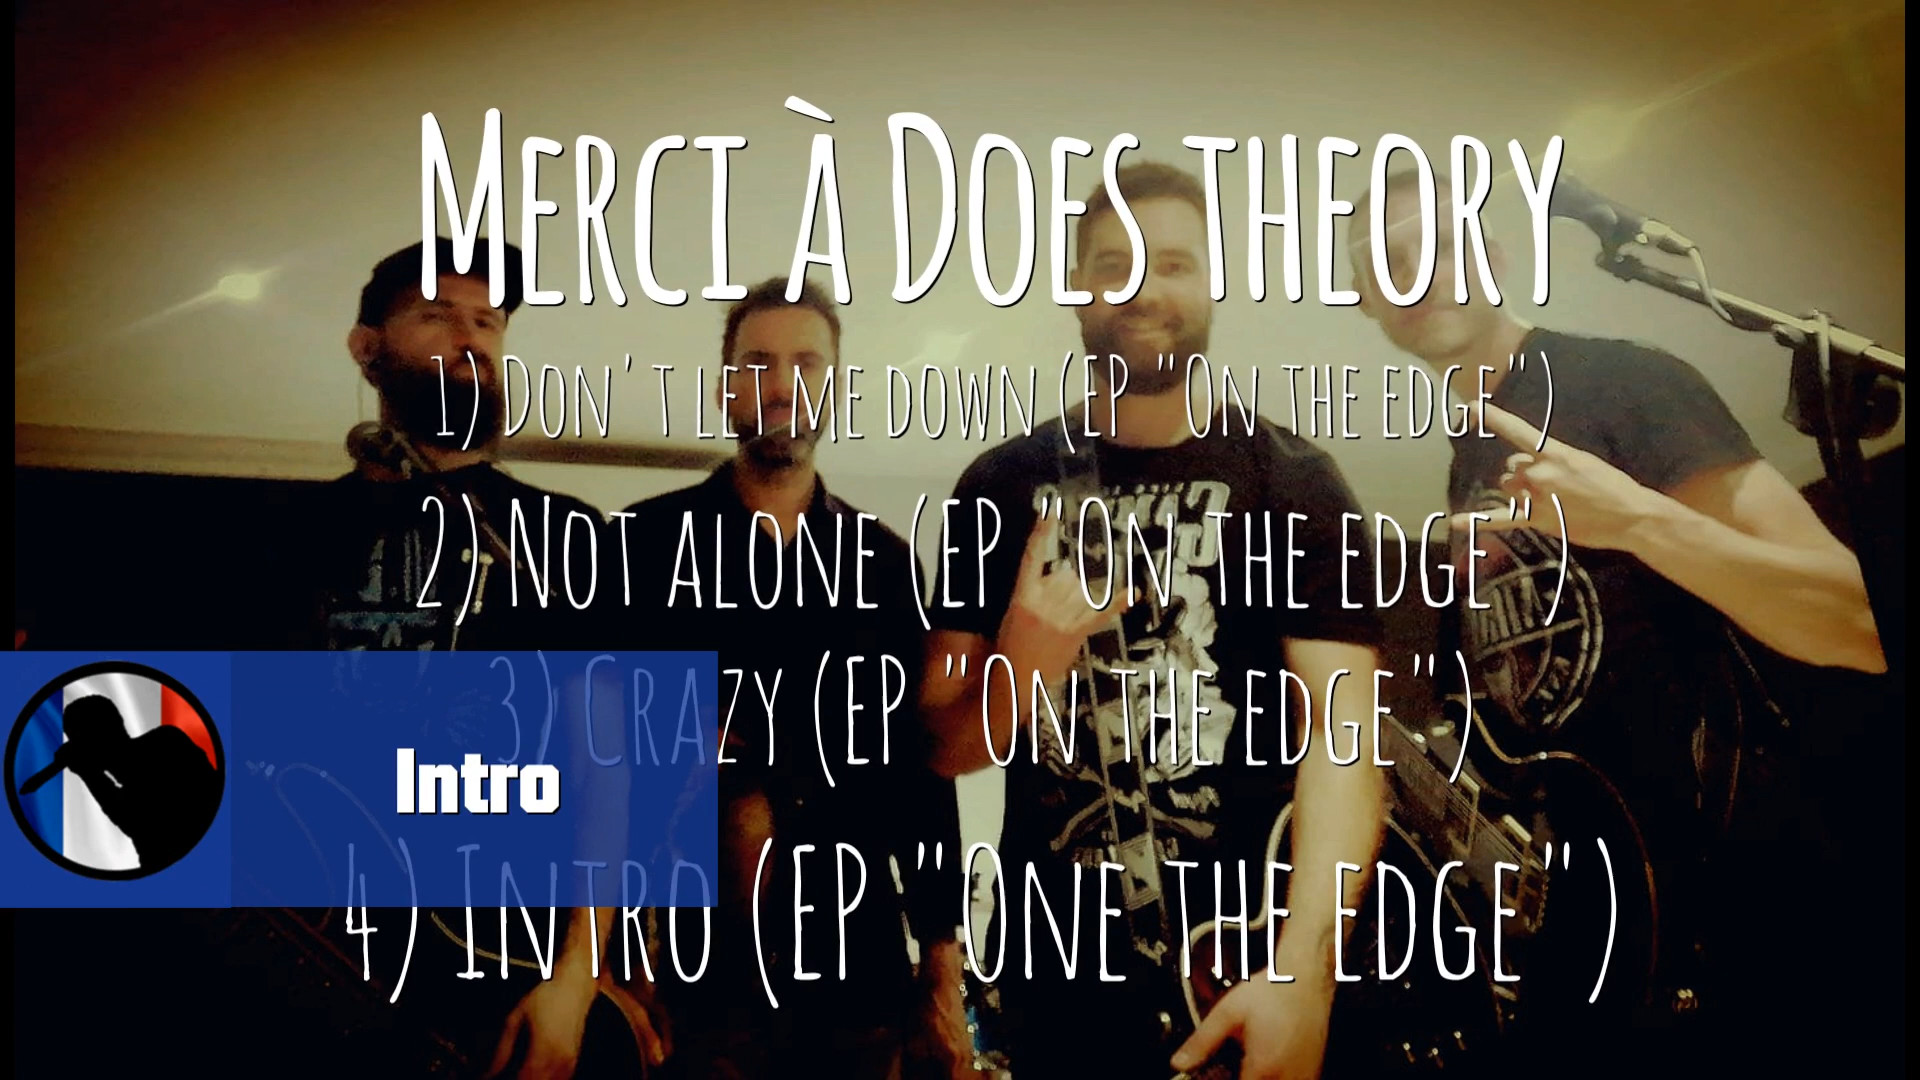 Merci à Does theory
1) Don't let me down (EP "On the edge")
2) Not alone (EP "On the edge")
3) Crazy (EP "On the edge")
Intro
4) Intro (EP "One the edge")